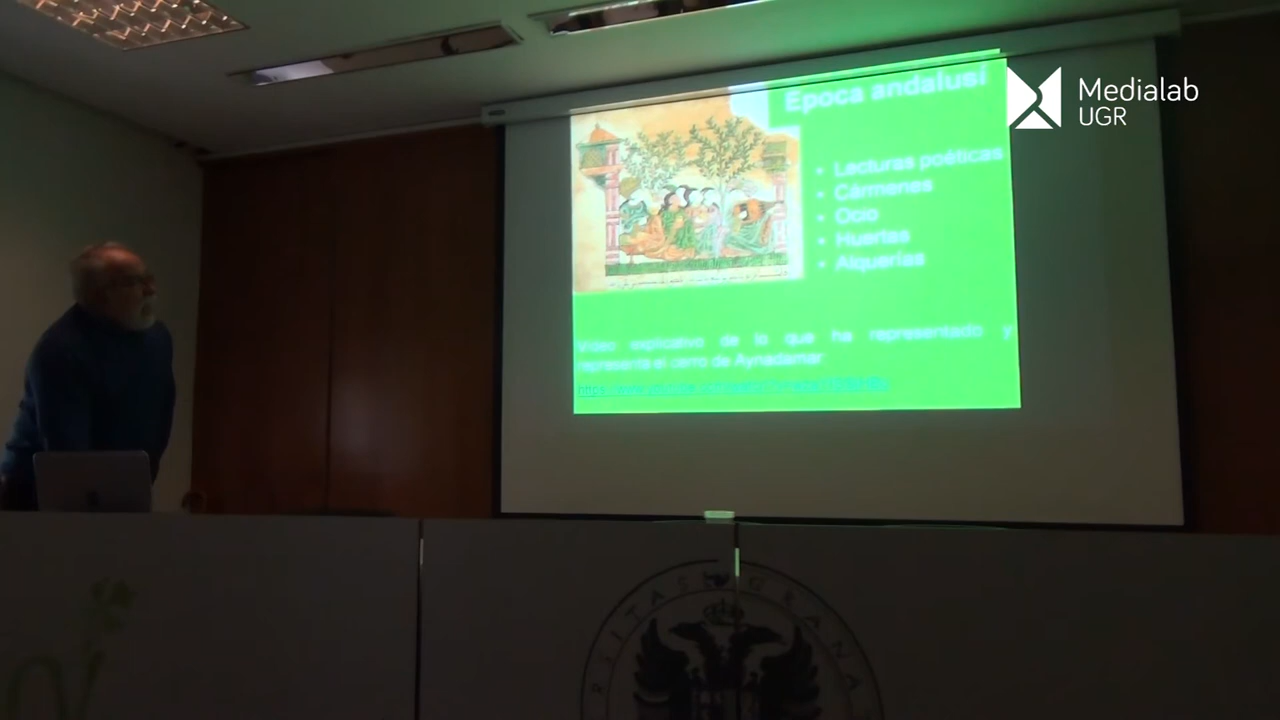 Medialab
UGR
Época andalusí
• Lecturas poéticas
• Cármenes
• Ocio
• Huertas
• Alquerías
Vídeo explicativo de lo que ha representado y
representa el cerro de Aynadamar